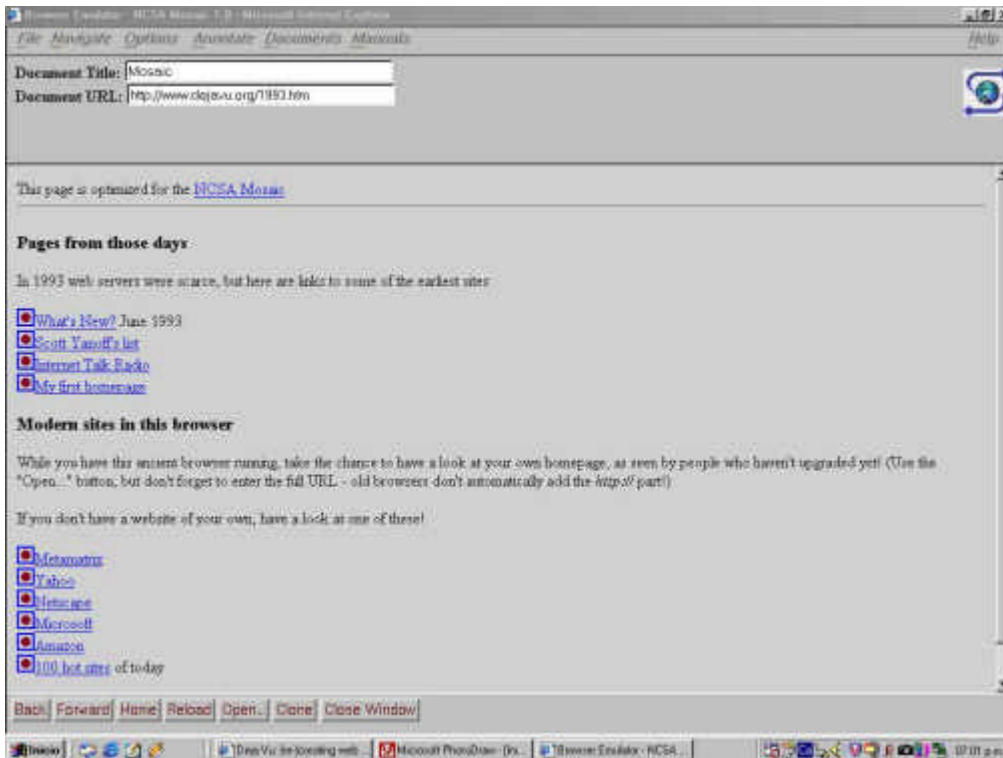 Browser Emulator - NCSA Mosaic 1.0 - Microsoft Internet Explorer
File Navigate Options Annotate Documents Manuals Help
Document Title: Mosaic
Document URL: http://www.dejavu.org/1993.htm
This page is optimized for the NCSA Mosaic
Pages from those days
In 1993 web servers were scarce, but here are links to some of the earliest sites
What's New? June 1993
Scott Yanoff's list
Internet Talk Radio
My first homepage
Modern sites in this browser
While you have this ancient browser running, take the chance to have a look at your own homepage, as seen by people who haven't upgraded yet! (Use the
"Open..." button, but don't forget to enter the full URL - old browsers don't automatically add the http:// part!)
If you don't have a website of your own, have a look at one of these!
Metamatrix
Yahoo
Netscape
Microsoft
Amazon
100 hot sites of today
Back Forward Home Reload Open.. Clone Close Window
Inicio Deja Vu: web ... Microsoft PhotoDraw - Browser Emulator - NCSA ... p.m.